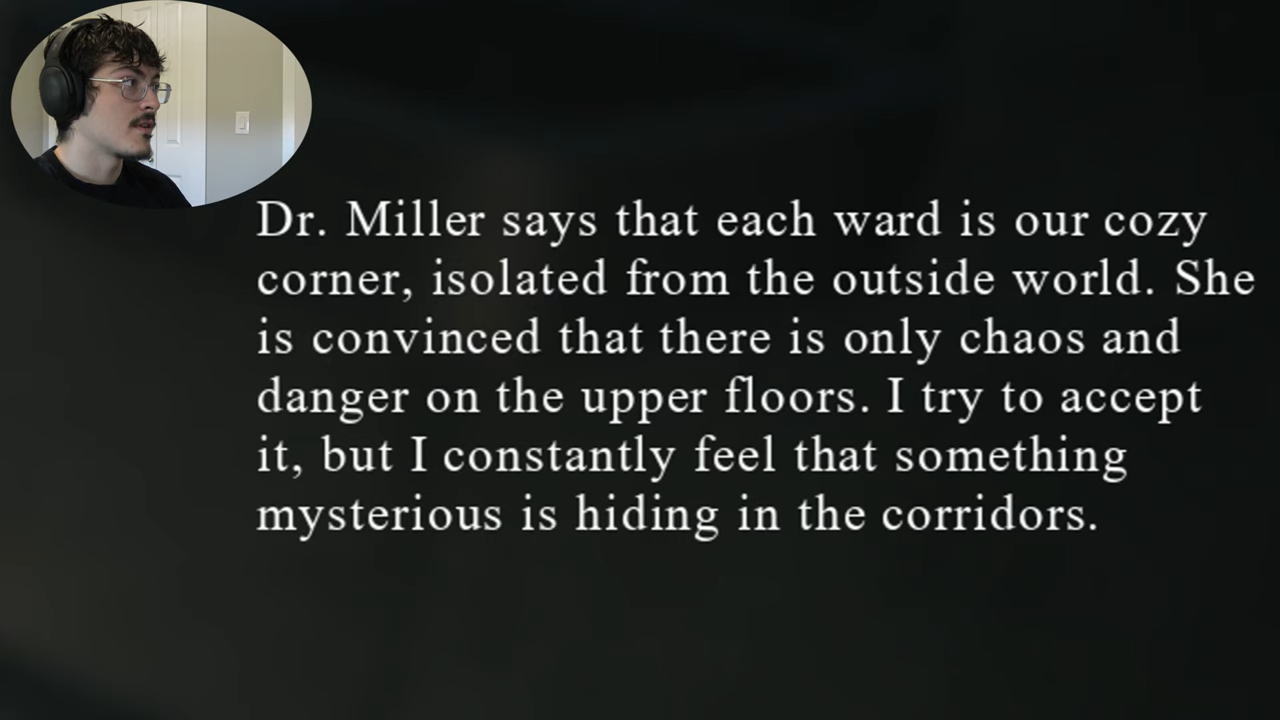 Dr. Miller says that each ward is our cozy
corner, isolated from the outside world. She
is convinced that there is only chaos and
danger on the upper floors. I try to accept
it, but I constantly feel that something
mysterious is hiding in the corridors.